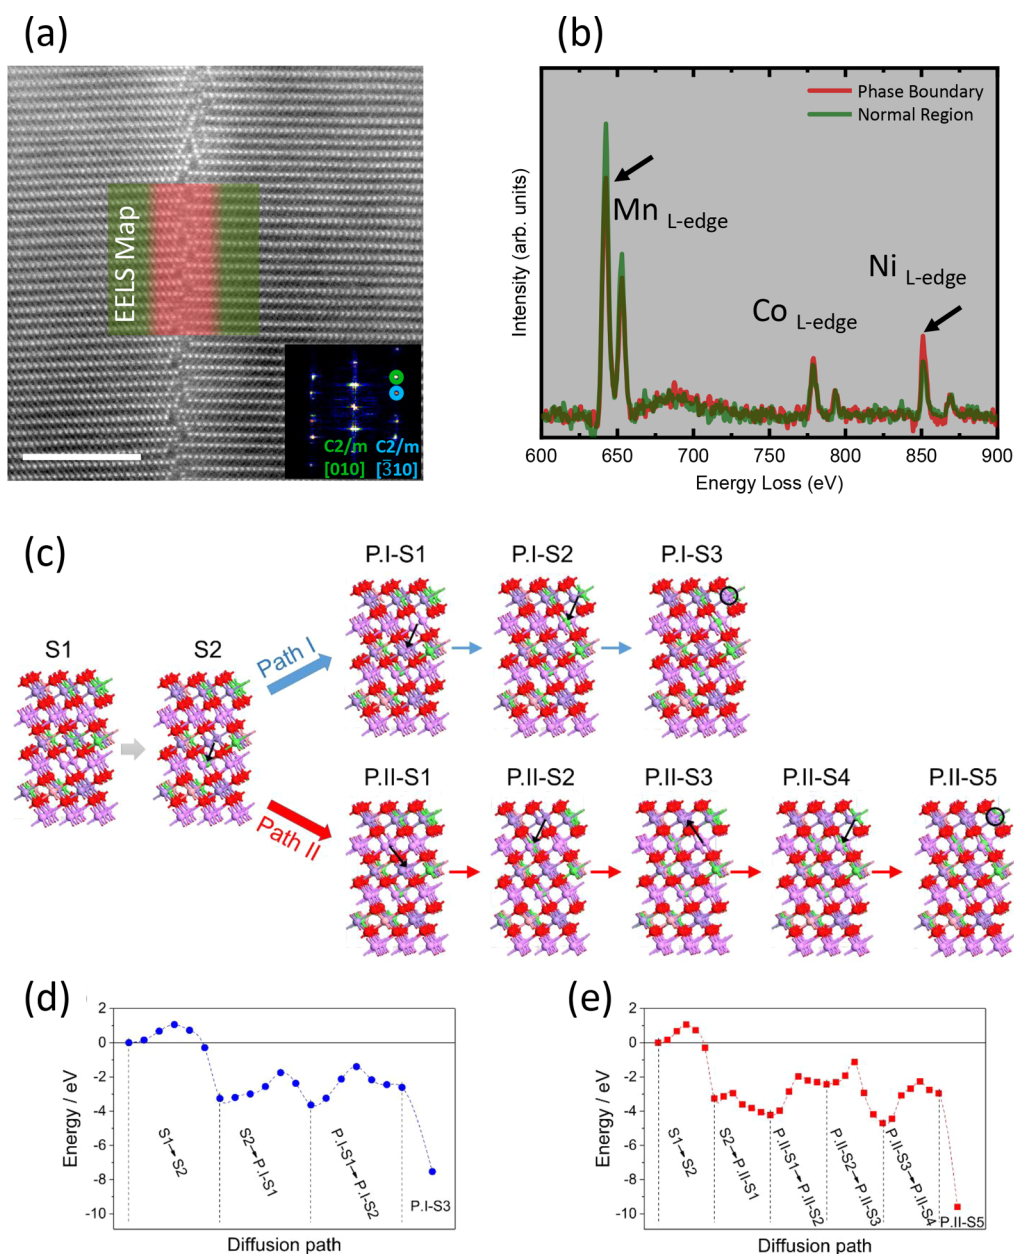 (a)
EELS Map
C2/m C2/m
[010] [3̄10]
(b)
Phase Boundary
Normal Region
Mn L-edge
Co L-edge
Ni L-edge
Intensity (arb. units)
600 650 700 750 800 850 900
Energy Loss (eV)
(c)
S1
S2
Path I
P.I-S1
P.I-S2
P.I-S3
Path II
P.II-S1
P.II-S2
P.II-S3
P.II-S4
P.II-S5
(d)
Energy / eV
2
0
-2
-4
-6
-8
-10
S1→S2
S2→P.I-S1
P.I-S1→P.I-S2
P.I-S3
Diffusion path
(e)
Energy / eV
2
0
-2
-4
-6
-8
-10
S1→S2
S2→P.II-S1
P.II-S1→P.II-S2
P.II-S2→P.II-S3
P.II-S3→P.II-S4
P.II-S5
Diffusion path